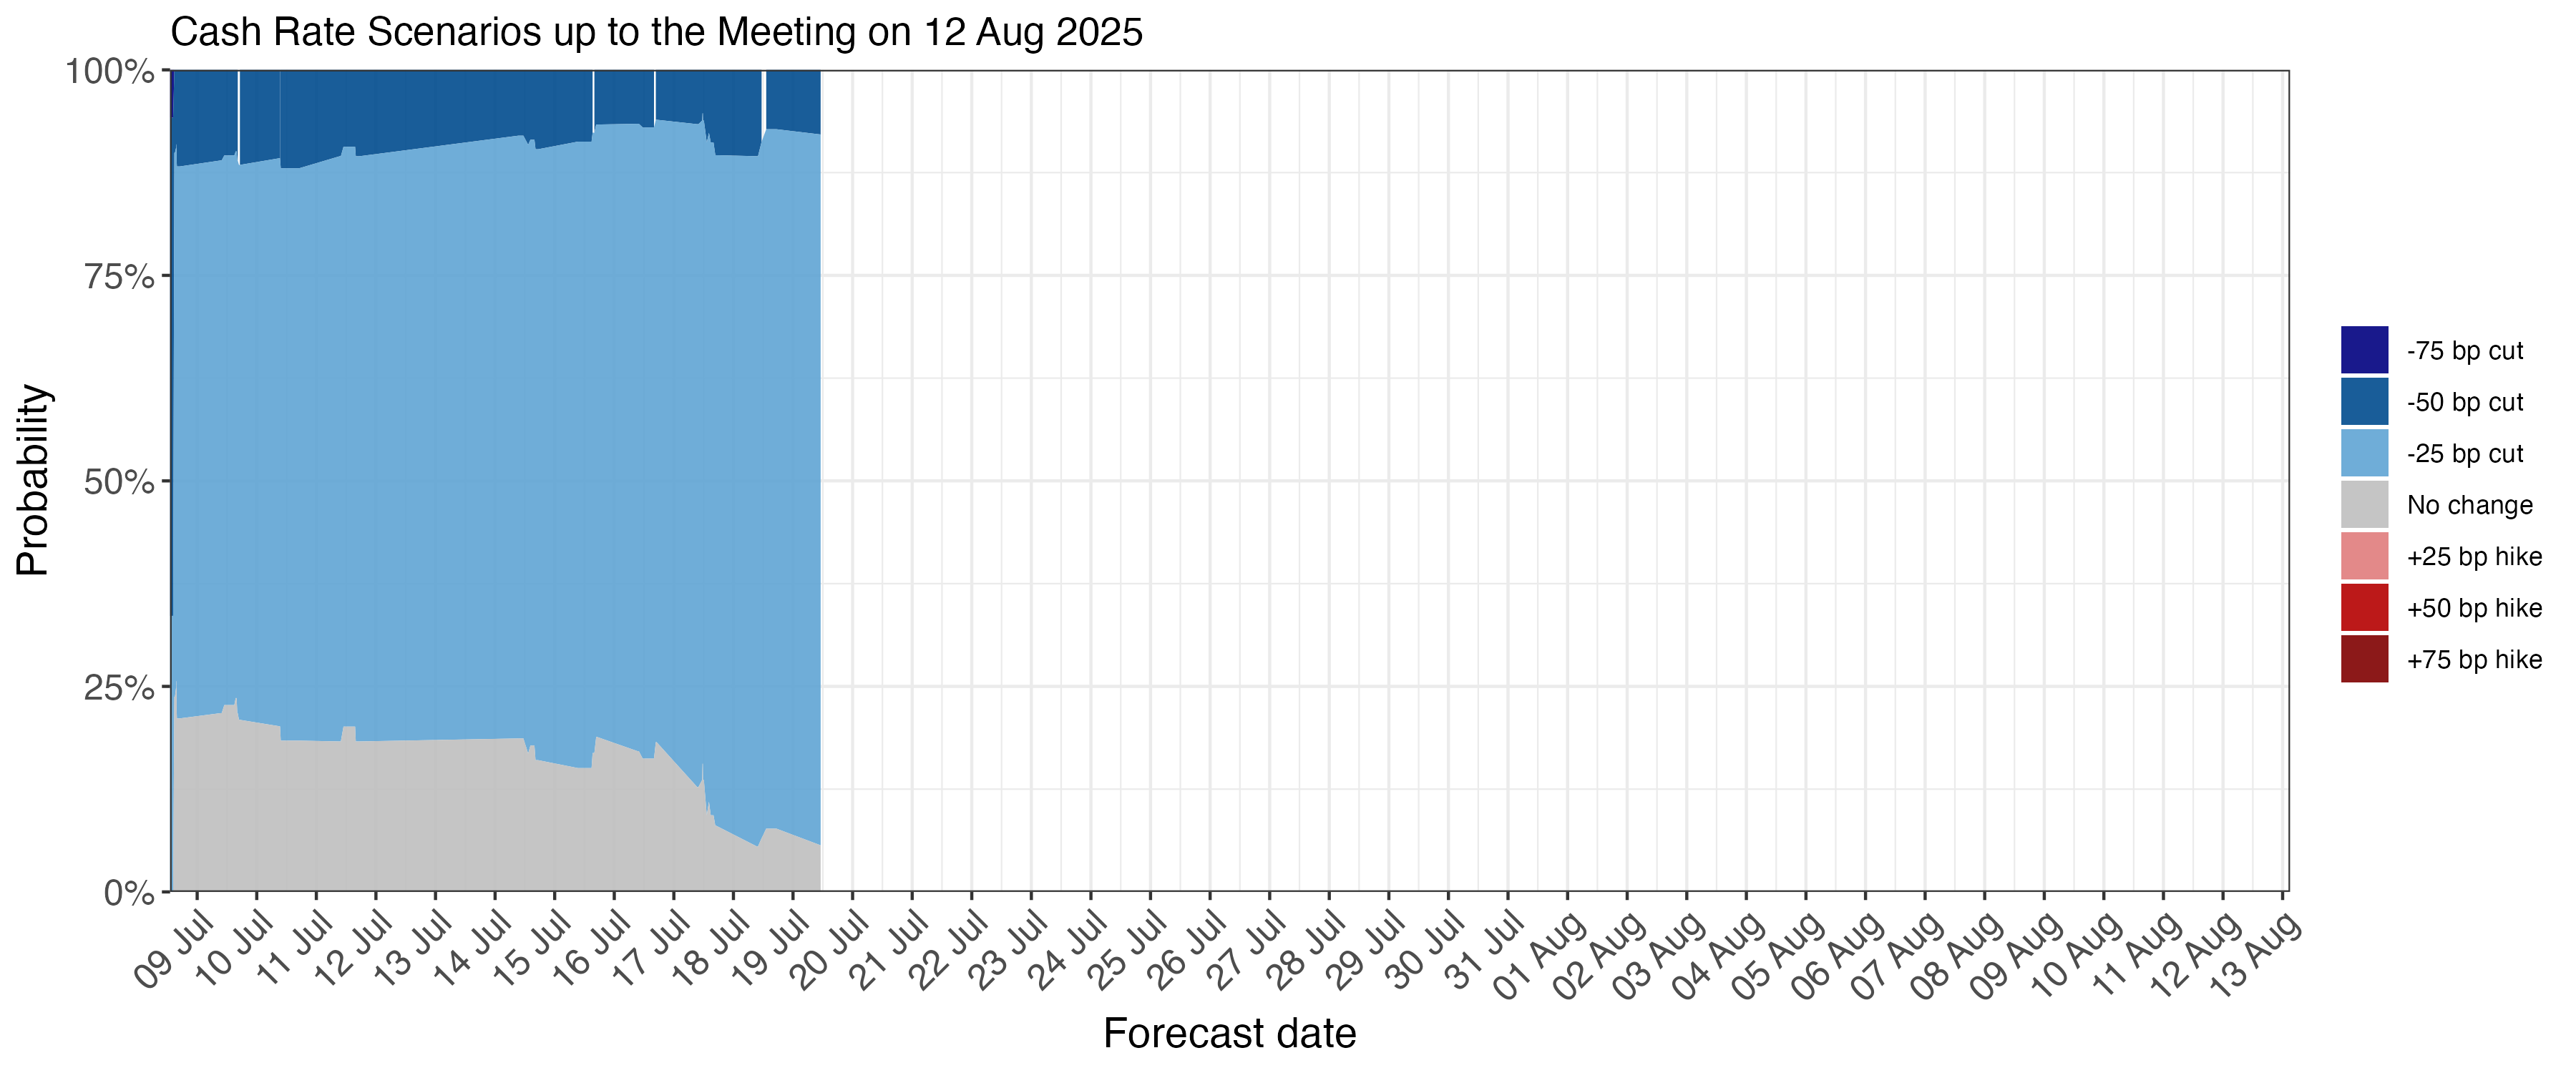 Cash Rate Scenarios up to the Meeting on 12 Aug 2025
100%
75%
50%
25%
0%
Probability
09 Jul
10 Jul
11 Jul
12 Jul
13 Jul
14 Jul
15 Jul
16 Jul
17 Jul
18 Jul
19 Jul
20 Jul
21 Jul
22 Jul
23 Jul
24 Jul
25 Jul
26 Jul
27 Jul
28 Jul
29 Jul
30 Jul
31 Jul
01 Aug
02 Aug
03 Aug
04 Aug
05 Aug
06 Aug
07 Aug
08 Aug
09 Aug
10 Aug
11 Aug
12 Aug
13 Aug
Forecast date
-75 bp cut
-50 bp cut
-25 bp cut
No change
+25 bp hike
+50 bp hike
+75 bp hike